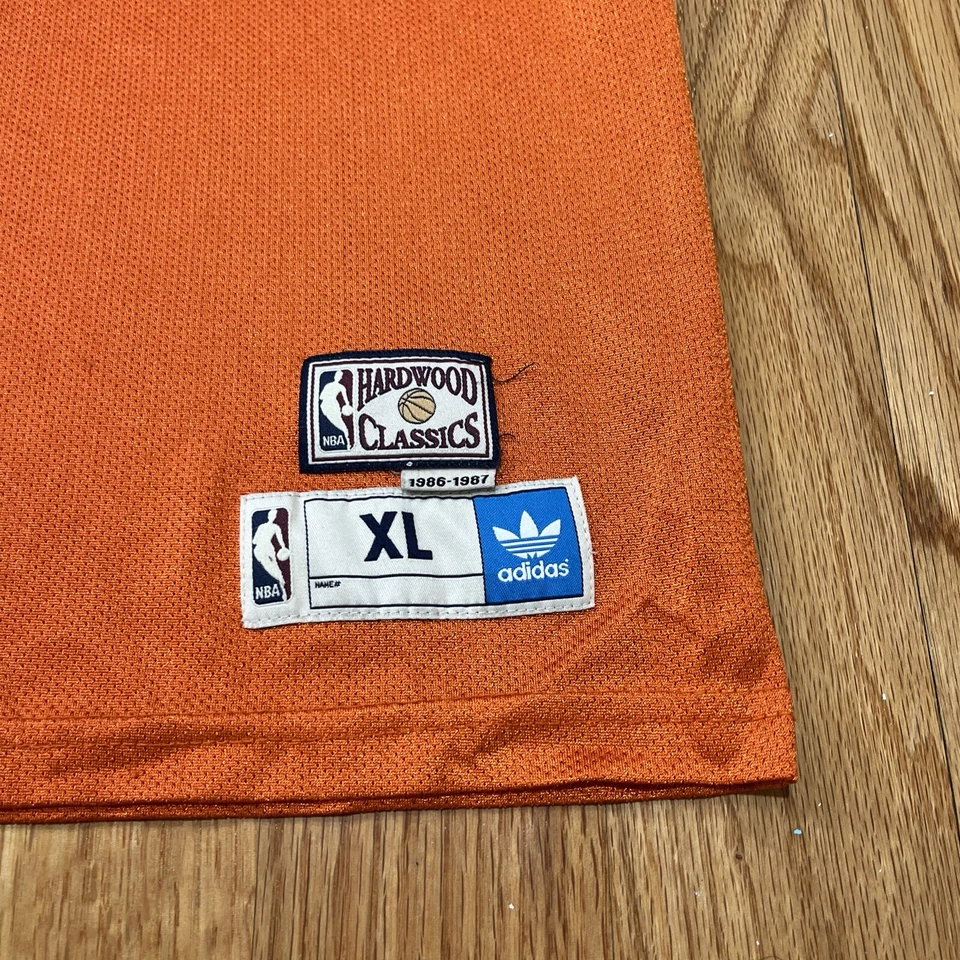 HARDWOOD
NBA
CLASSICS
1986-1987
XL
NBA
NAME#
adidas